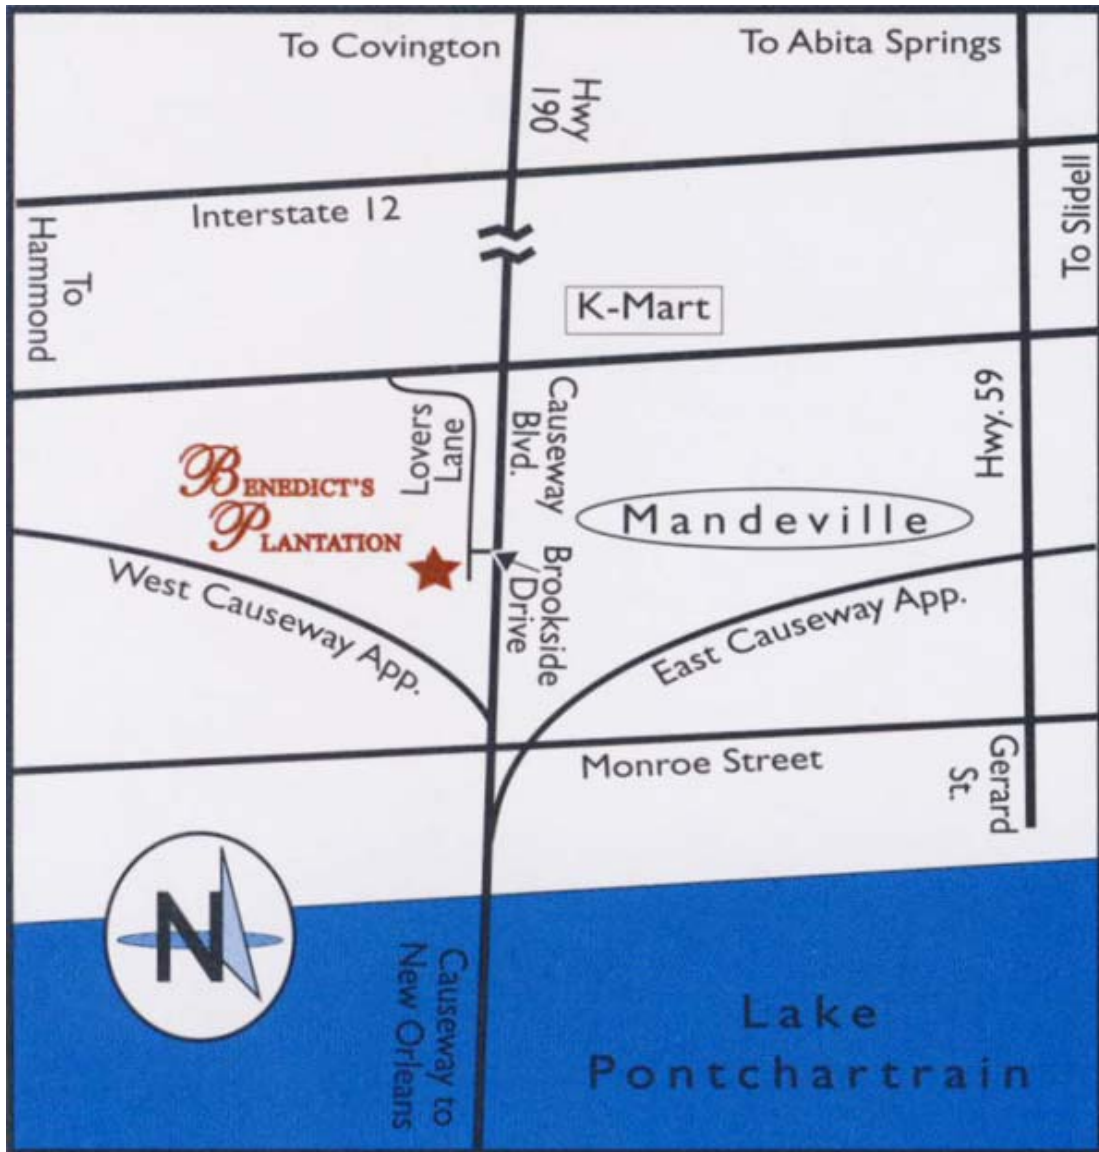 To Covington
To Abita Springs
Hwy
190
To Slidell
Interstate 12
To
Hammond
K-Mart
Hwy. 59
Causeway
Blvd.
Lovers
Lane
BENEDICT'S
PLANTATION
Mandeville
Brookside
Drive
West Causeway App.
East Causeway App.
Monroe Street
Gerard
St.
N
Causeway to
New Orleans
Lake
Pontchartrain